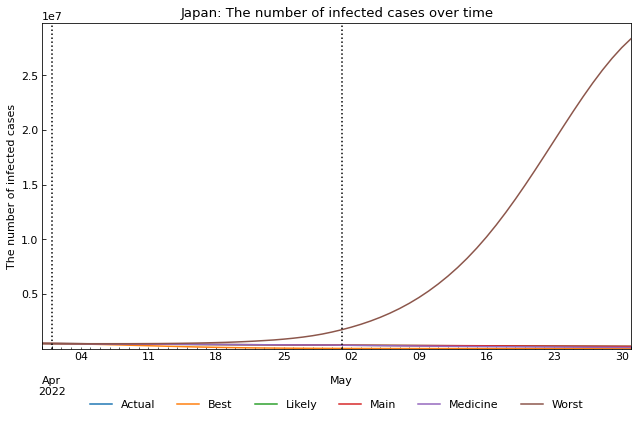 Japan: The number of infected cases over time
1e7
The number of infected cases
2.5
2.0
1.5
1.0
0.5
04 11 18 25 02 09 16 23 30
Apr May
2022
Actual Best Likely Main Medicine Worst